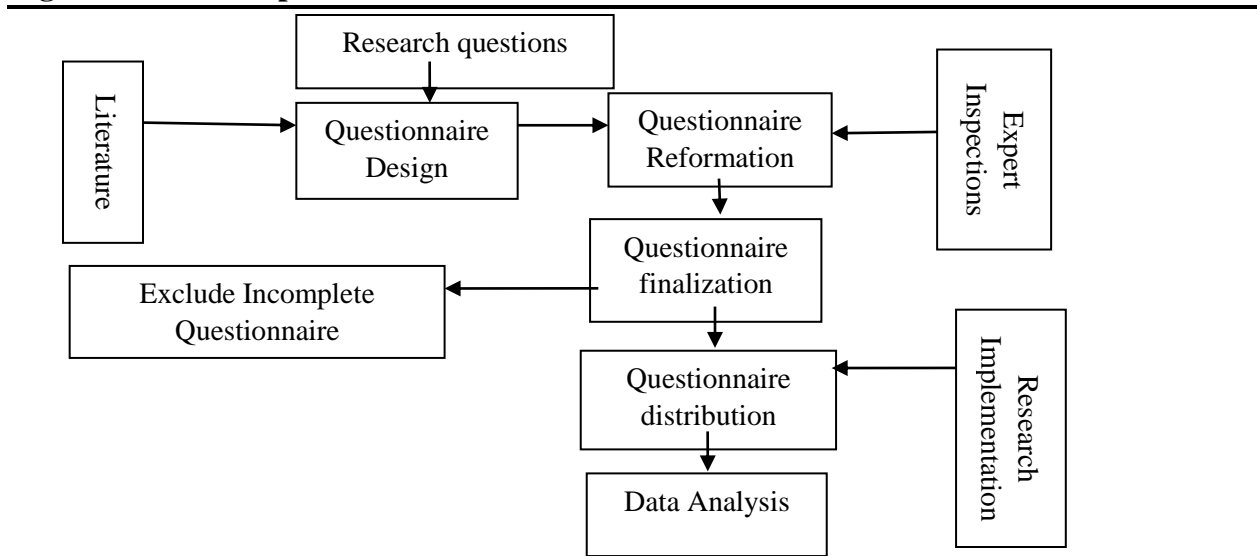 Research questions
Literature
Questionnaire
Design
Questionnaire
Reformation
Expert
Inspections
Questionnaire
finalization
Exclude Incomplete
Questionnaire
Questionnaire
distribution
Research
Implementation
Data Analysis